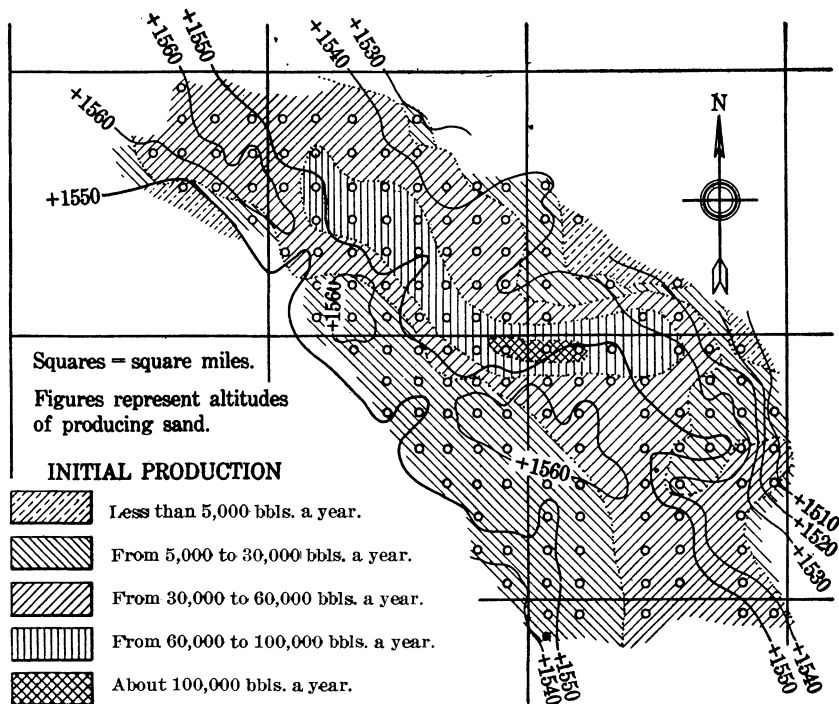 +1560
+1550
+1540
+1530
+1560
+1550
N
+1560
Squares = square miles.
Figures represent altitudes
of producing sand.
+1560
INITIAL PRODUCTION
Less than 5,000 bbls. a year.
From 5,000 to 30,000 bbls. a year.
From 30,000 to 60,000 bbls. a year.
From 60,000 to 100,000 bbls. a year.
About 100,000 bbls. a year.
+1510
+1520
+1530
+1540
+1550
+1550
+1540